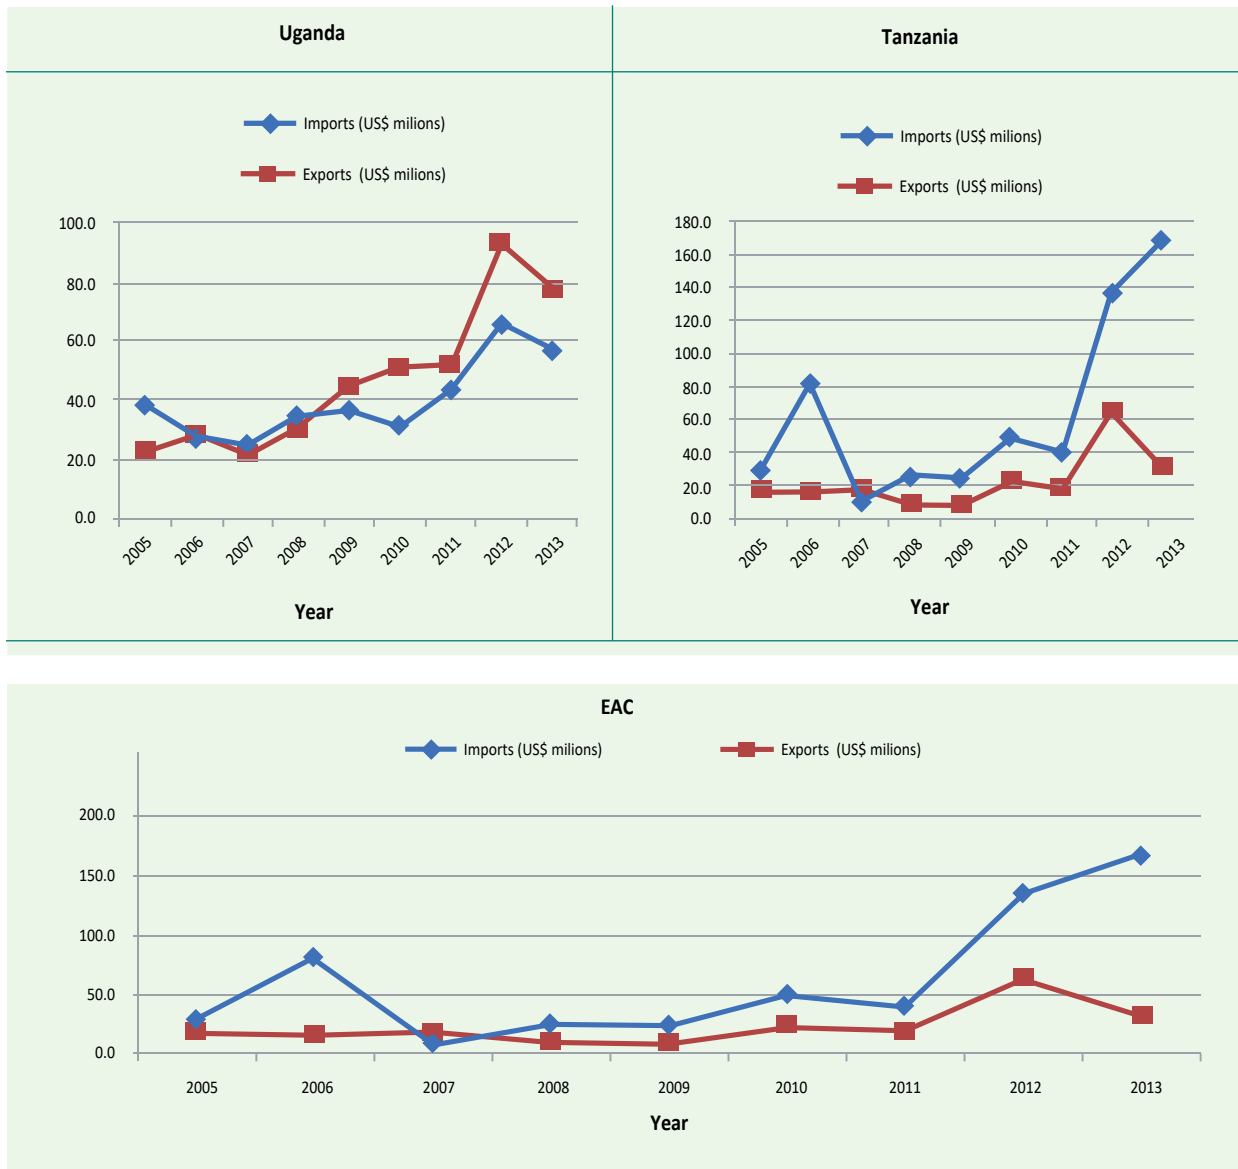 Uganda
Imports (US$ milions)
Exports (US$ milions)
100.0
80.0
60.0
40.0
20.0
0.0
2005 2006 2007 2008 2009 2010 2011 2012 2013
Year
Tanzania
Imports (US$ milions)
Exports (US$ milions)
180.0
160.0
140.0
120.0
100.0
80.0
60.0
40.0
20.0
0.0
2005 2006 2007 2008 2009 2010 2011 2012 2013
Year
EAC
Imports (US$ milions) Exports (US$ milions)
200.0
150.0
100.0
50.0
0.0
2005 2006 2007 2008 2009 2010 2011 2012 2013
Year